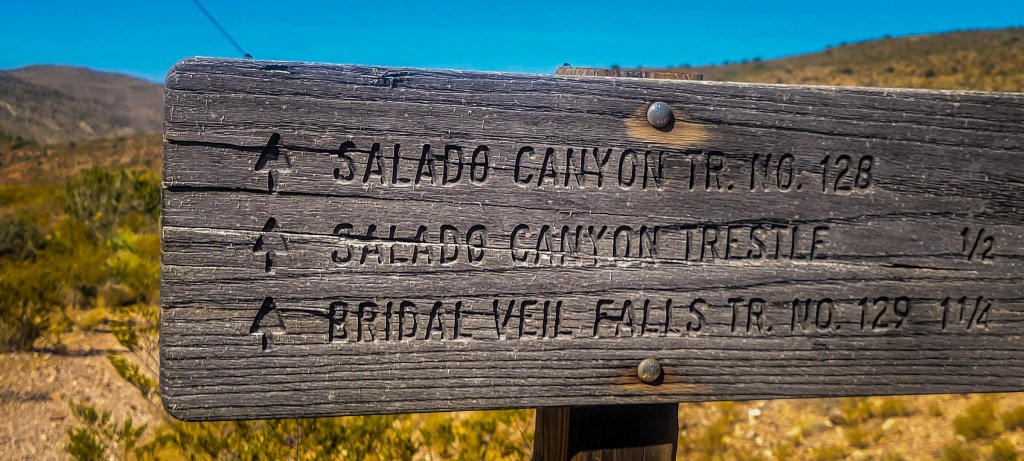 ↑ SALADO CANYON TR. NO. 128
↑ SALADO CANYON TRESTLE 1/2
↑ BRIDAL VEIL FALLS TR. NO. 129 1 1/4